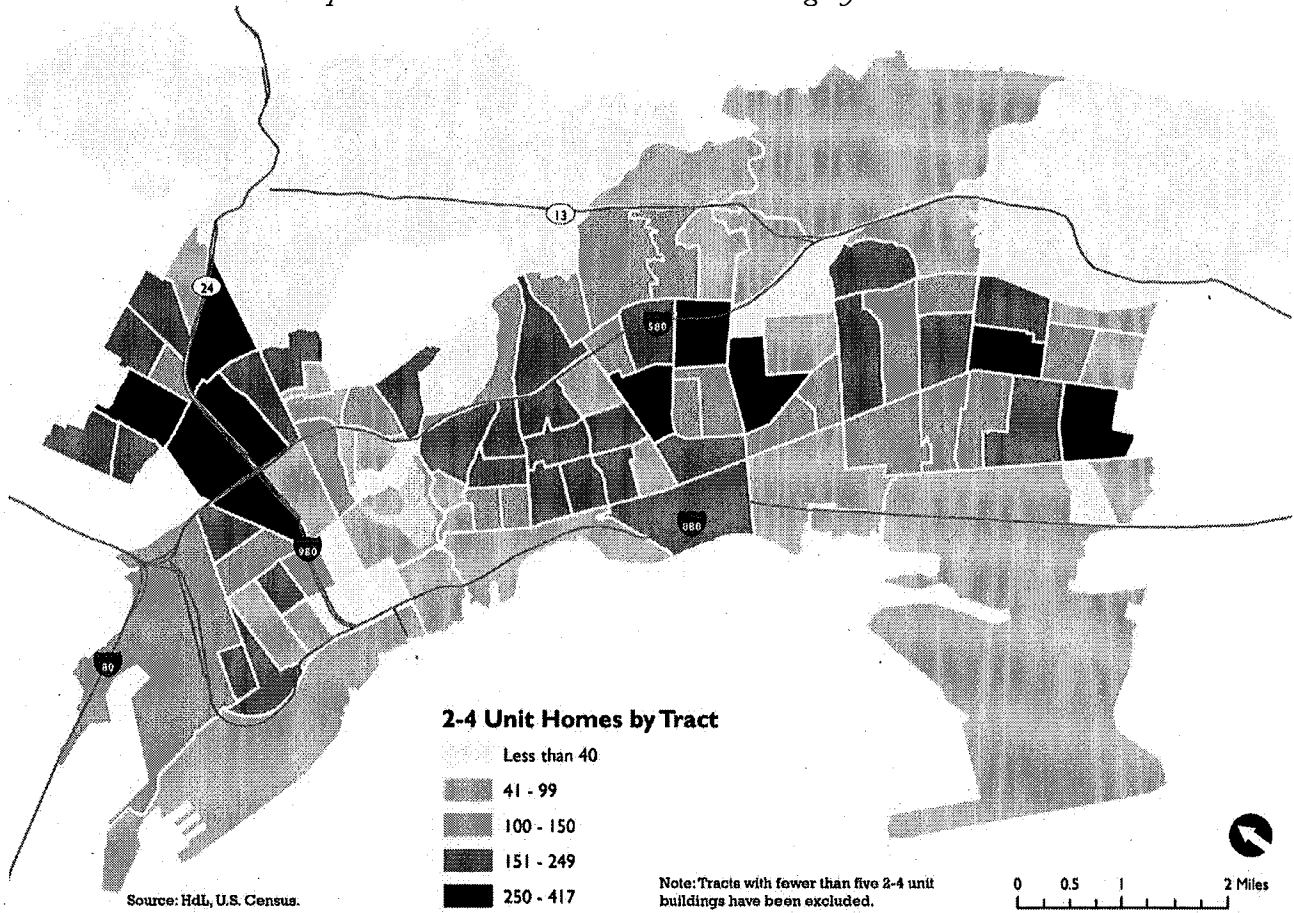 13
24
580
880
980
80
2-4 Unit Homes by Tract
Less than 40
41 - 99
100 - 150
151 - 249
250 - 417
Source: HdL, U.S. Census.
Note: Tracts with fewer than five 2-4 unit
buildings have been excluded.
0 0.5 1 2 Miles